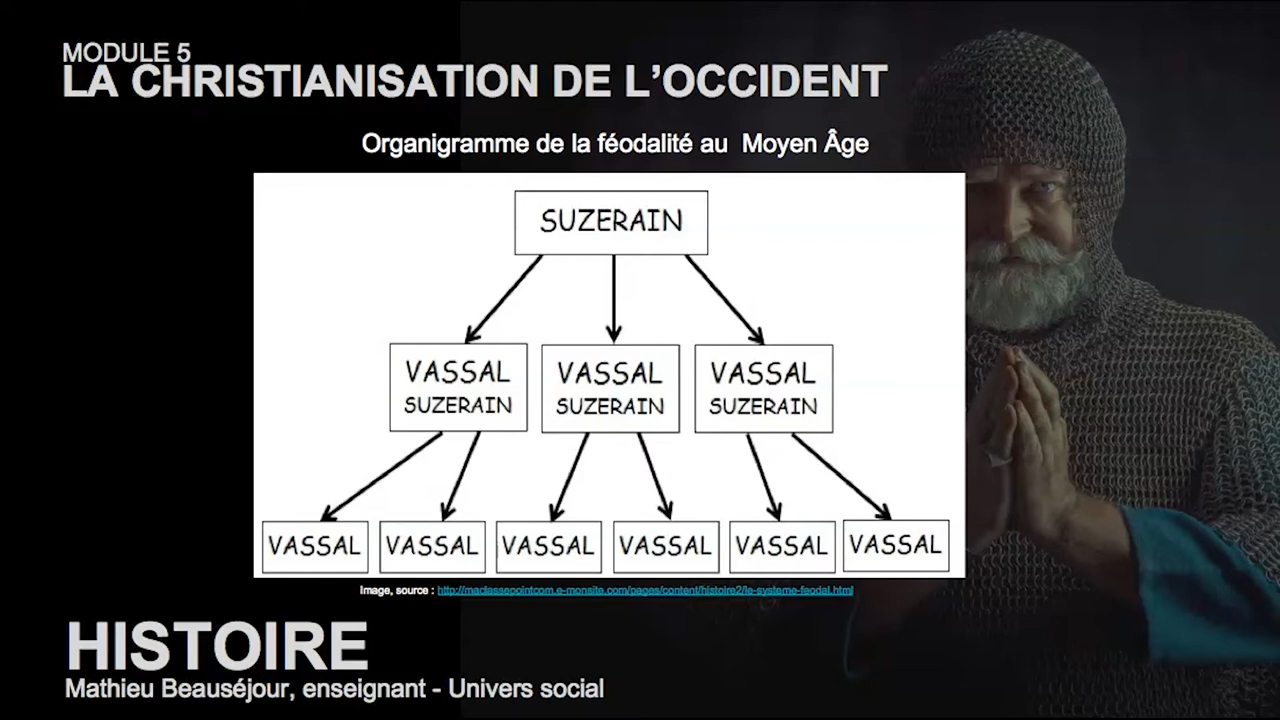 MODULE 5
LA CHRISTIANISATION DE L'OCCIDENT
Organigramme de la féodalité au Moyen Âge
SUZERAIN
VASSAL VASSAL VASSAL
SUZERAIN SUZERAIN SUZERAIN
VASSAL VASSAL VASSAL VASSAL VASSAL VASSAL
Image, source : http://maclassepointcom.e-monsite.com/pages/content/histoire2/le-systeme-feodal.html
HISTOIRE
Mathieu Beauséjour, enseignant - Univers social